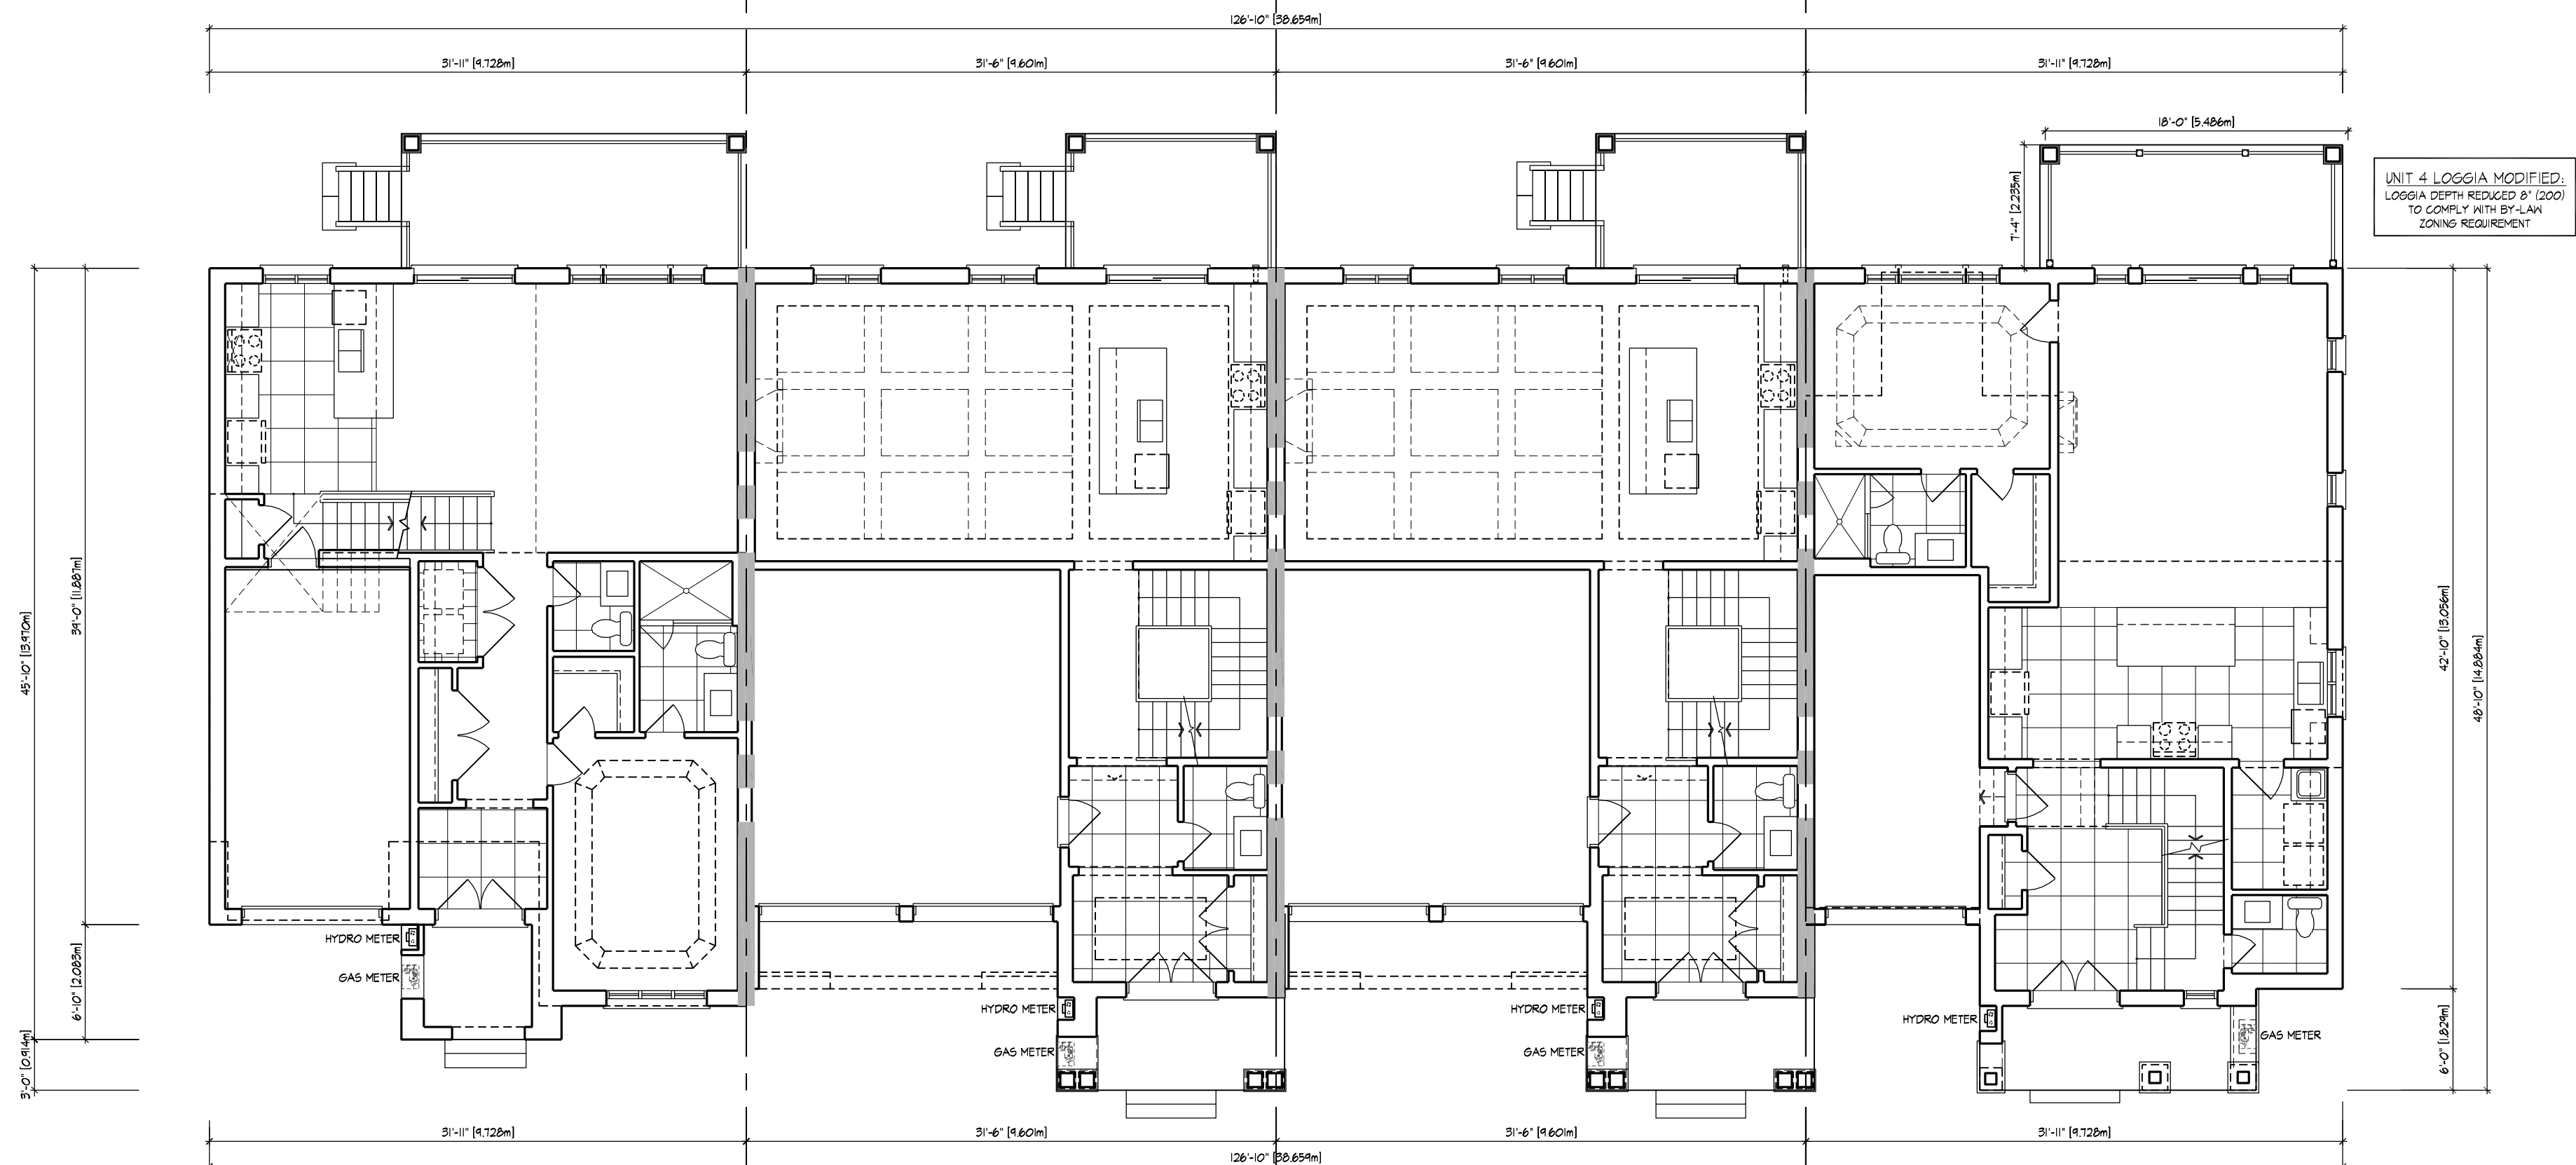 126'-10" [38.659m]
31'-11" [9.728m]
31'-6" [9.601m]
31'-6" [9.601m]
31'-11" [9.728m]
18'-0" [5.486m]
7'-4" [2.235m]
UNIT 4 LOGGIA MODIFIED:
LOGGIA DEPTH REDUCED 8" (200)
TO COMPLY WITH BY-LAW
ZONING REQUIREMENT
45'-10" [13.970m]
39'-0" [11.887m]
42'-10" [13.056m]
48'-10" [14.884m]
HYDRO METER
GAS METER
6'-10" [2.083m]
3'-0" [0.914m]
HYDRO METER
GAS METER
HYDRO METER
GAS METER
HYDRO METER
GAS METER
6'-0" [1.829m]
31'-11" [9.728m]
31'-6" [9.601m]
31'-6" [9.601m]
31'-11" [9.728m]
126'-10" [38.659m]